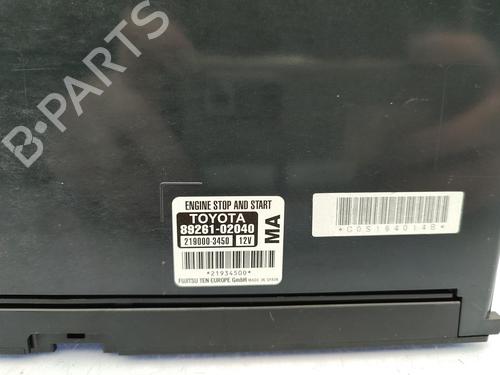 B-PARTS
ENGINE STOP AND START
TOYOTA
89261-02040
219000-3450 12V
MA
*21934500*
FUJITSU TEN EUROPE GmbH MADE IN SPAIN
*C0S194014B*